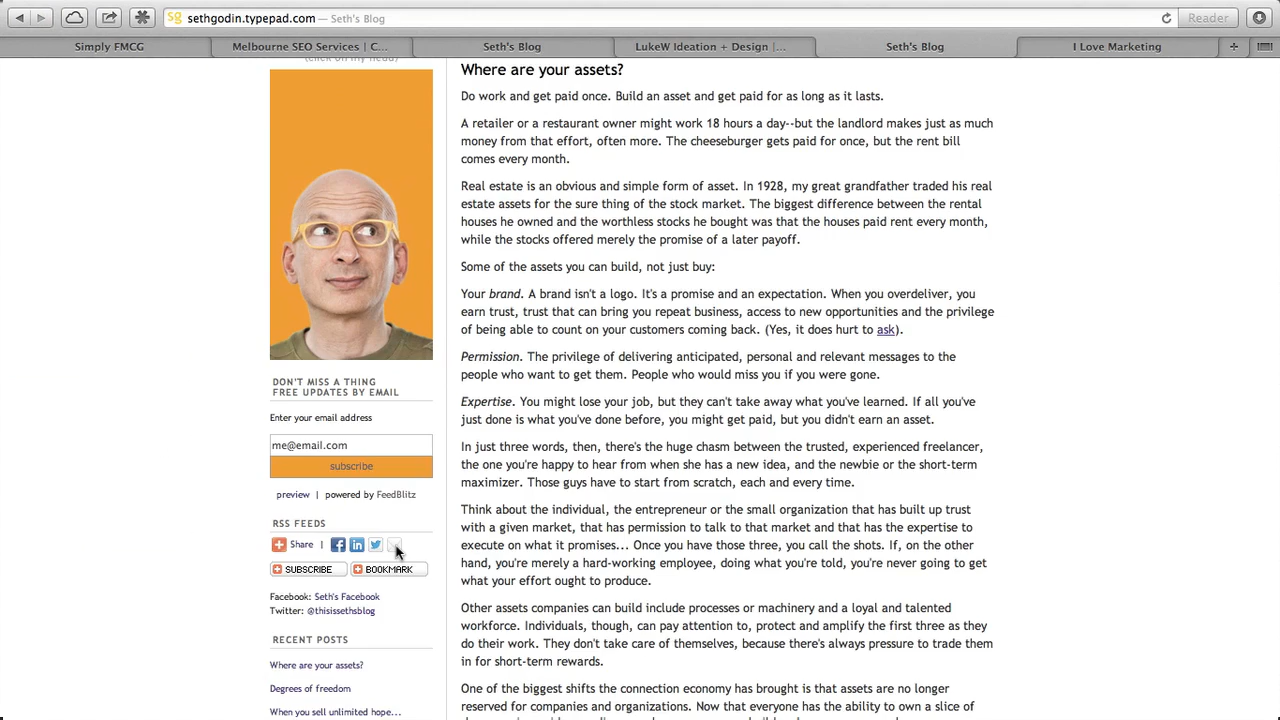 sg sethgodin.typepad.com — Seth's Blog
Reader
Simply FMCG
Melbourne SEO Services | C...
Seth's Blog
LukeW Ideation + Design |...
Seth's Blog
I Love Marketing
(click on my head)
DON'T MISS A THING
FREE UPDATES BY EMAIL
Enter your email address
me@email.com
subscribe
preview | powered by FeedBlitz
RSS FEEDS
Share |
SUBSCRIBE BOOKMARK
Facebook: Seth's Facebook
Twitter: @thisissethsblog
RECENT POSTS
Where are your assets?
Degrees of freedom
When you sell unlimited hope...
Where are your assets?
Do work and get paid once. Build an asset and get paid for as long as it lasts.
A retailer or a restaurant owner might work 18 hours a day--but the landlord makes just as much
money from that effort, often more. The cheeseburger gets paid for once, but the rent bill
comes every month.
Real estate is an obvious and simple form of asset. In 1928, my great grandfather traded his real
estate assets for the sure thing of the stock market. The biggest difference between the rental
houses he owned and the worthless stocks he bought was that the houses paid rent every month,
while the stocks offered merely the promise of a later payoff.
Some of the assets you can build, not just buy:
Your brand. A brand isn't a logo. It's a promise and an expectation. When you overdeliver, you
earn trust, trust that can bring you repeat business, access to new opportunities and the privilege
of being able to count on your customers coming back. (Yes, it does hurt to ask).
Permission. The privilege of delivering anticipated, personal and relevant messages to the
people who want to get them. People who would miss you if you were gone.
Expertise. You might lose your job, but they can't take away what you've learned. If all you've
just done is what you've done before, you might get paid, but you didn't earn an asset.
In just three words, then, there's the huge chasm between the trusted, experienced freelancer,
the one you're happy to hear from when she has a new idea, and the newbie or the short-term
maximizer. Those guys have to start from scratch, each and every time.
Think about the individual, the entrepreneur or the small organization that has built up trust
with a given market, that has permission to talk to that market and that has the expertise to
execute on what it promises... Once you have those three, you call the shots. If, on the other
hand, you're merely a hard-working employee, doing what you're told, you're never going to get
what your effort ought to produce.
Other assets companies can build include processes or machinery and a loyal and talented
workforce. Individuals, though, can pay attention to, protect and amplify the first three as they
do their work. They don't take care of themselves, because there's always pressure to trade them
in for short-term rewards.
One of the biggest shifts the connection economy has brought is that assets are no longer
reserved for companies and organizations. Now that everyone has the ability to own a slice of